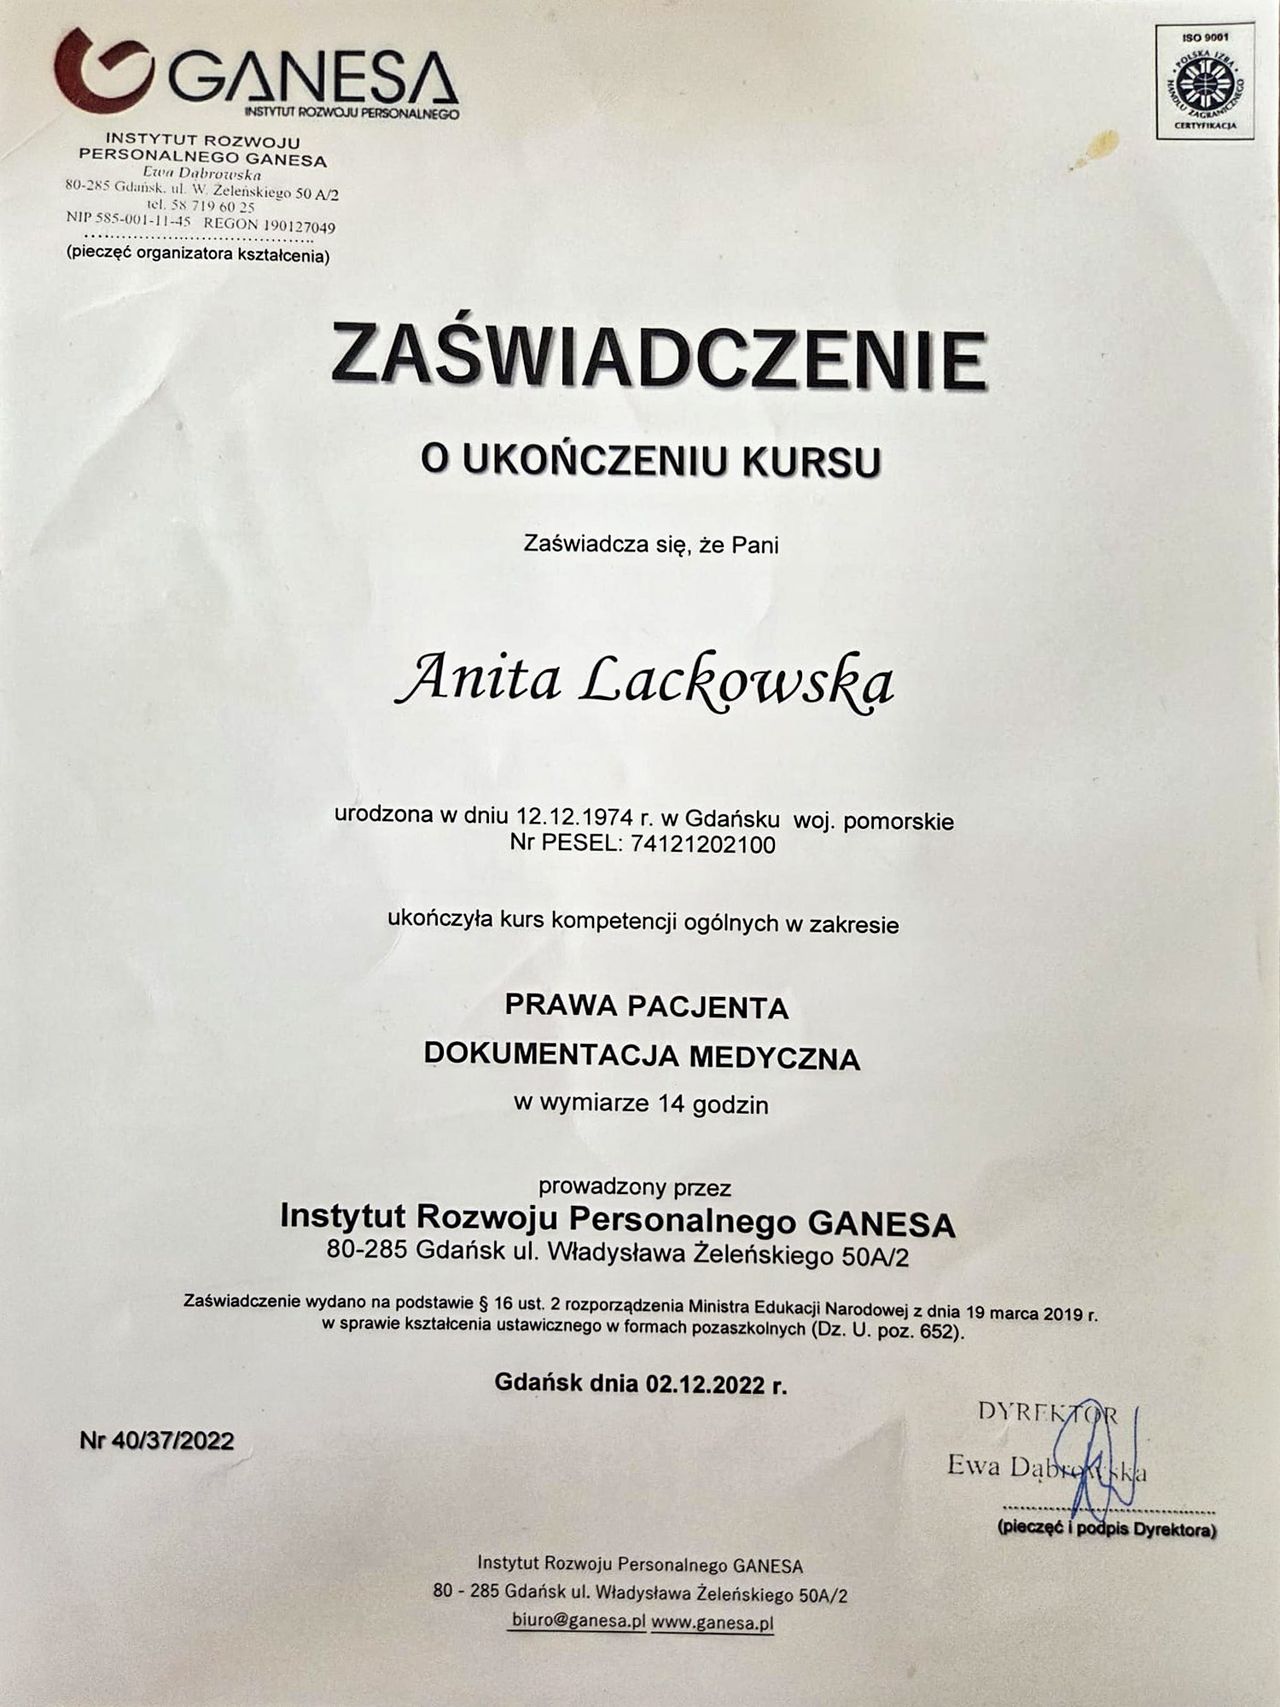 GANESA
INSTYTUT ROZWOJU PERSONALNEGO
ISO 9001
POLSKA IZBA
HANDLU ZAGRANICZNEGO
CERTYFIKACJA
INSTYTUT ROZWOJU
PERSONALNEGO GANESA
Ewa Dąbrowska
80-285 Gdańsk. ul. W. Żeleńskiego 50 A/2
tel. 58 719 60 25
NIP 585-001-11-45 REGON 190127049
(pieczęć organizatora kształcenia)
ZAŚWIADCZENIE
O UKOŃCZENIU KURSU
Zaświadcza się, że Pani
Anita Lackowska
urodzona w dniu 12.12.1974 r. w Gdańsku woj. pomorskie
Nr PESEL: 74121202100
ukończyła kurs kompetencji ogólnych w zakresie
PRAWA PACJENTA
DOKUMENTACJA MEDYCZNA
w wymiarze 14 godzin
prowadzony przez
Instytut Rozwoju Personalnego GANESA
80-285 Gdańsk ul. Władysława Żeleńskiego 50A/2
Zaświadczenie wydano na podstawie § 16 ust. 2 rozporządzenia Ministra Edukacji Narodowej z dnia 19 marca 2019 r.
w sprawie kształcenia ustawicznego w formach pozaszkolnych (Dz. U. poz. 652).
Gdańsk dnia 02.12.2022 r.
Nr 40/37/2022
DYREKTOR
Ewa Dąbrowska
(pieczęć i podpis Dyrektora)
Instytut Rozwoju Personalnego GANESA
80 - 285 Gdańsk ul. Władysława Żeleńskiego 50A/2
biuro@ganesa.pl www.ganesa.pl